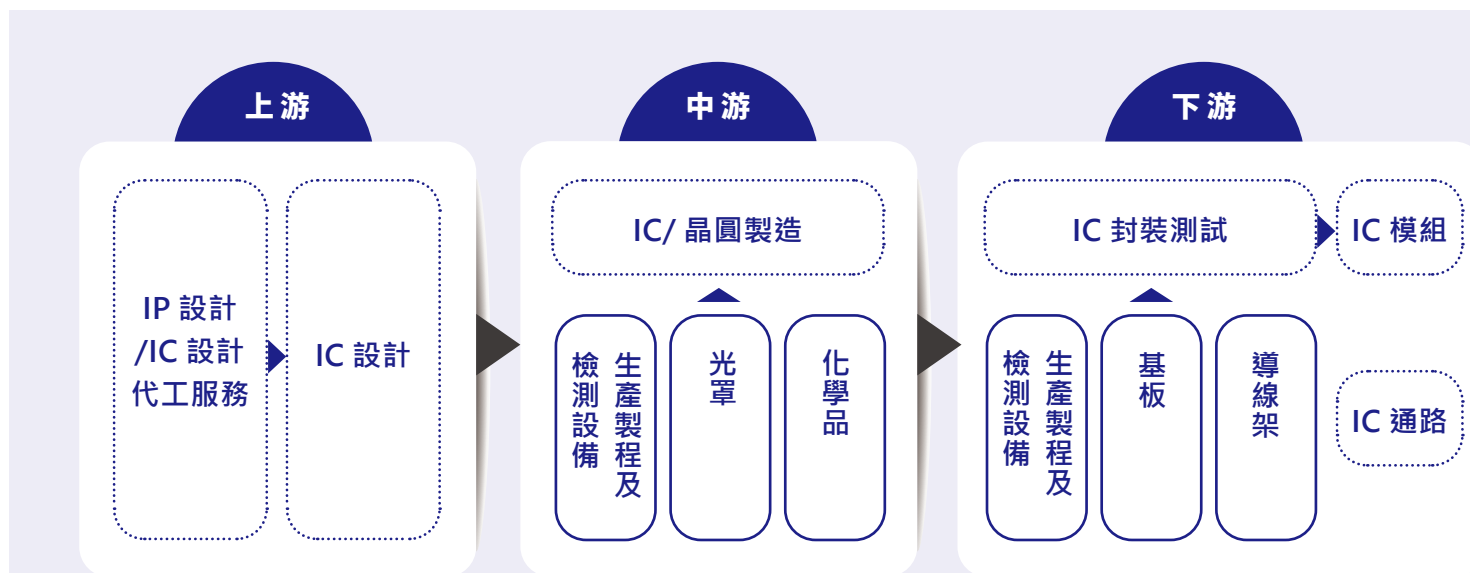 上游
IP 設計
/IC 設計
代工服務
IC 設計
中游
IC/ 晶圓製造
生產製程及
檢測設備
光罩
化學品
下游
IC 封裝測試
IC 模組
生產製程及
檢測設備
基板
導線架
IC 通路